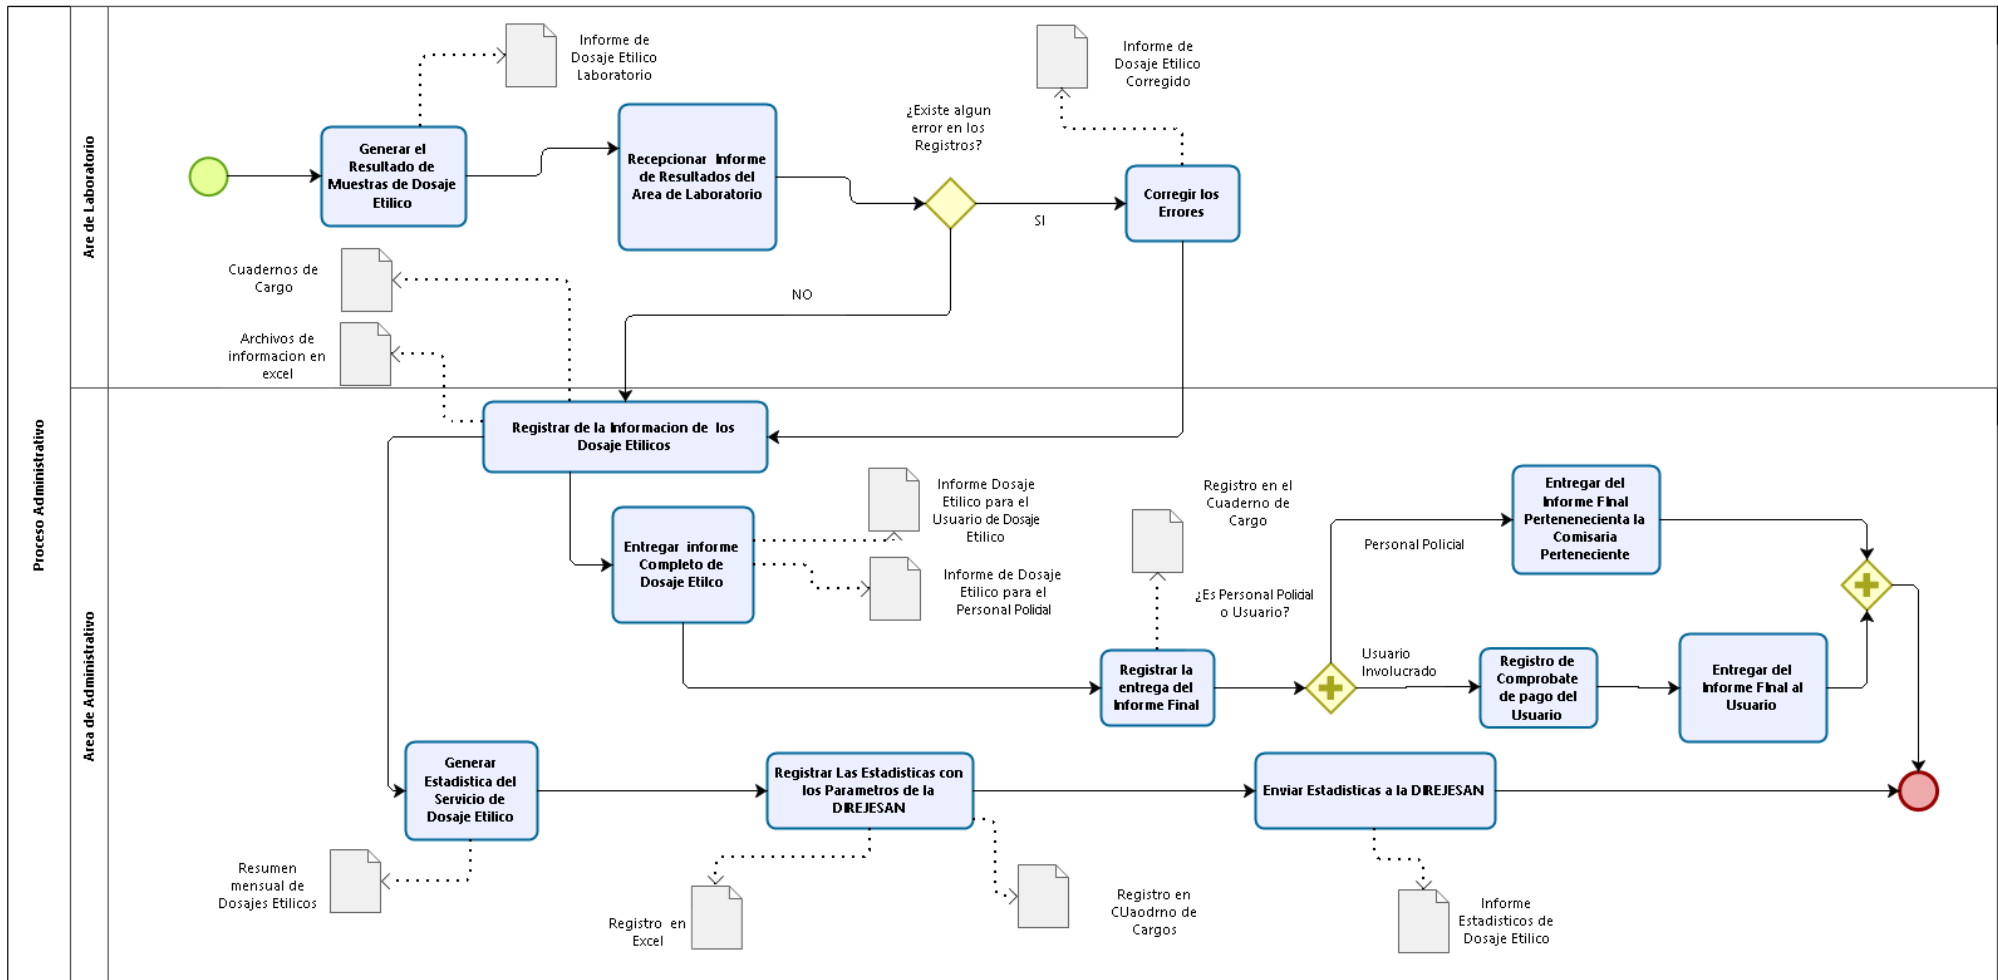 Proceso Administrativo
Are de Laboratorio
Informe de
Dosaje Etilico
Laboratorio
Generar el
Resultado de
Muestras de Dosaje
Etilico
Recepcionar Informe
de Resultados del
Area de Laboratorio
¿Existe algun
error en los
Registros?
SI
NO
Informe de
Dosaje Etilico
Corregido
Corregir los
Errores
Cuadernos de
Cargo
Archivos de
informacion en
excel
Area de Administrativo
Registrar de la Informacion de los
Dosaje Etilicos
Entregar informe
Completo de
Dosaje Etilco
Informe Dosaje
Etilico para el
Usuario de Dosaje
Etilico
Informe de Dosaje
Etilico para el
Personal Policial
Registro en el
Cuaderno de
Cargo
Registrar la
entrega del
Informe Final
¿Es Personal Policial
o Usuario?
Personal Policial
Usuario
Involucrado
Entregar del
Informe FInal
Pertenenecienta la
Comisaria
Perteneciente
Registro de
Comprobate
de pago del
Usuario
Entregar del
Informe FInal al
Usuario
Generar
Estadistica del
Servicio de
Dosaje Etilico
Registrar Las Estadisticas con
los Parametros de la
DIREJESAN
Enviar Estadisticas a la DIREJESAN
Resumen
mensual de
Dosajes Etilicos
Registro en
Excel
Registro en
CUaodrno de
Cargos
Informe
Estadisticos de
Dosaje Etilico